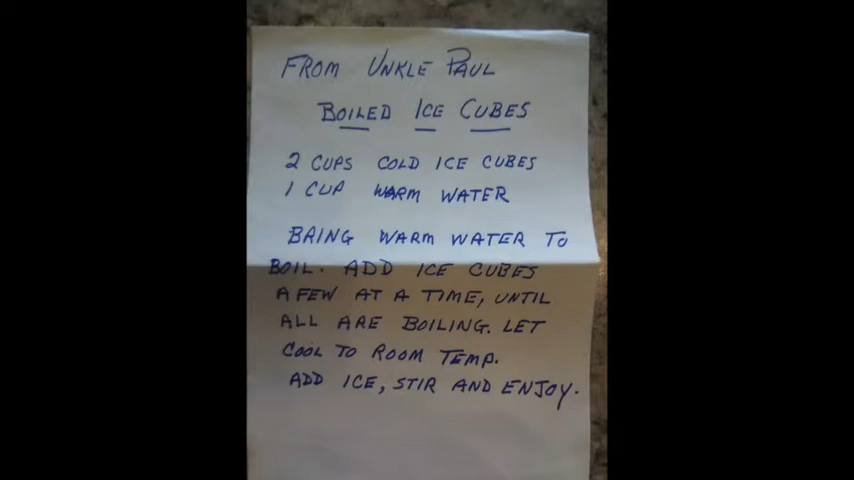 FROM UNKLE PAUL
BOILED ICE CUBES
2 CUPS COLD ICE CUBES
1 CUP WARM WATER
BRING WARM WATER TO
BOIL. ADD ICE CUBES
A FEW AT A TIME, UNTIL
ALL ARE BOILING. LET
COOL TO ROOM TEMP.
ADD ICE, STIR AND ENJOY.